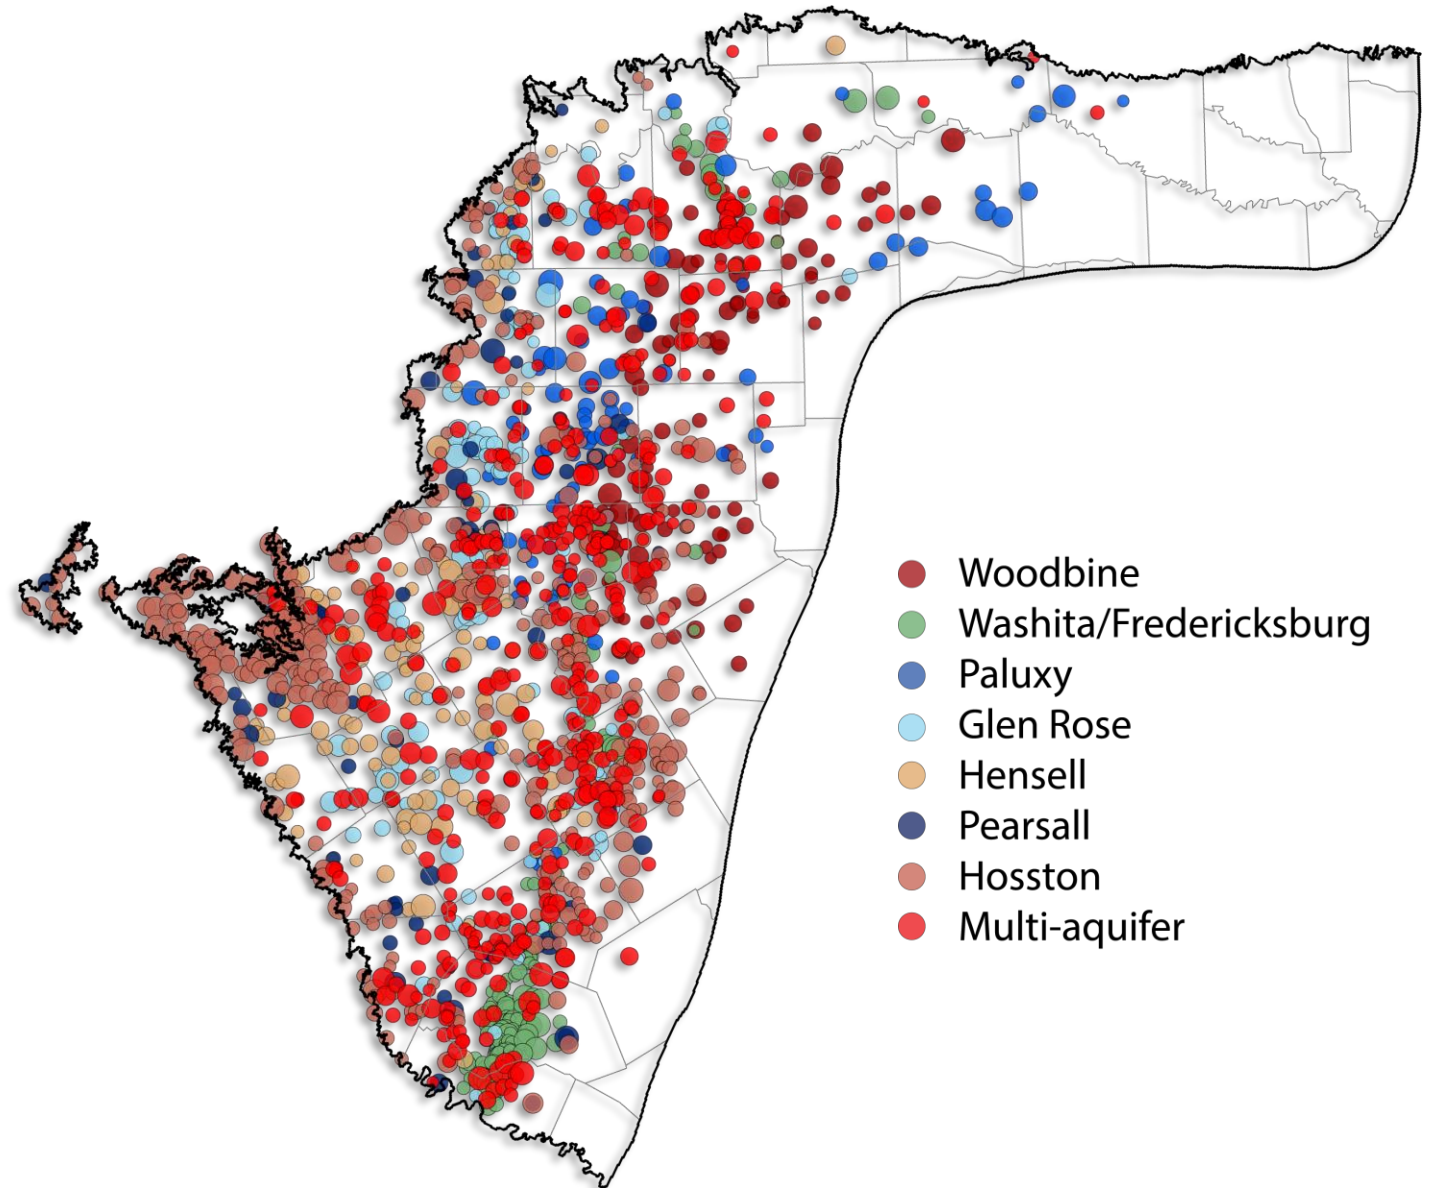 Woodbine
Washita/Fredericksburg
Paluxy
Glen Rose
Hensell
Pearsall
Hosston
Multi-aquifer